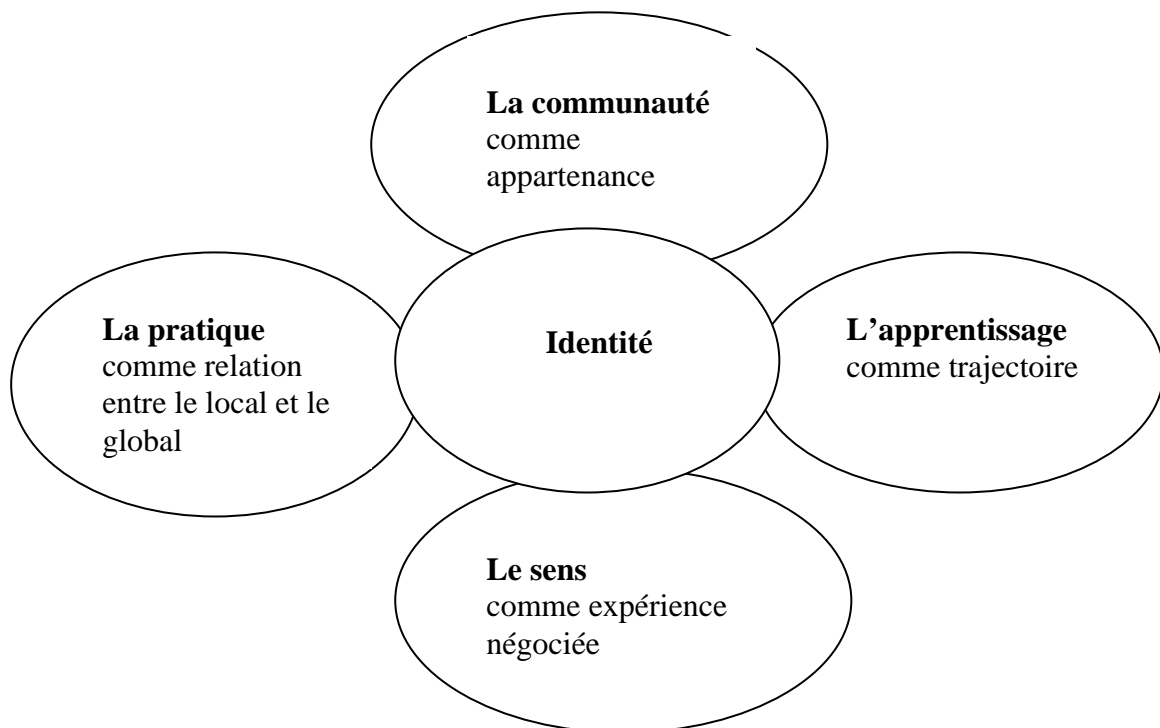 La communauté
comme
appartenance
La pratique
comme relation
entre le local et le
global
Identité
L’apprentissage
comme trajectoire
Le sens
comme expérience
négociée